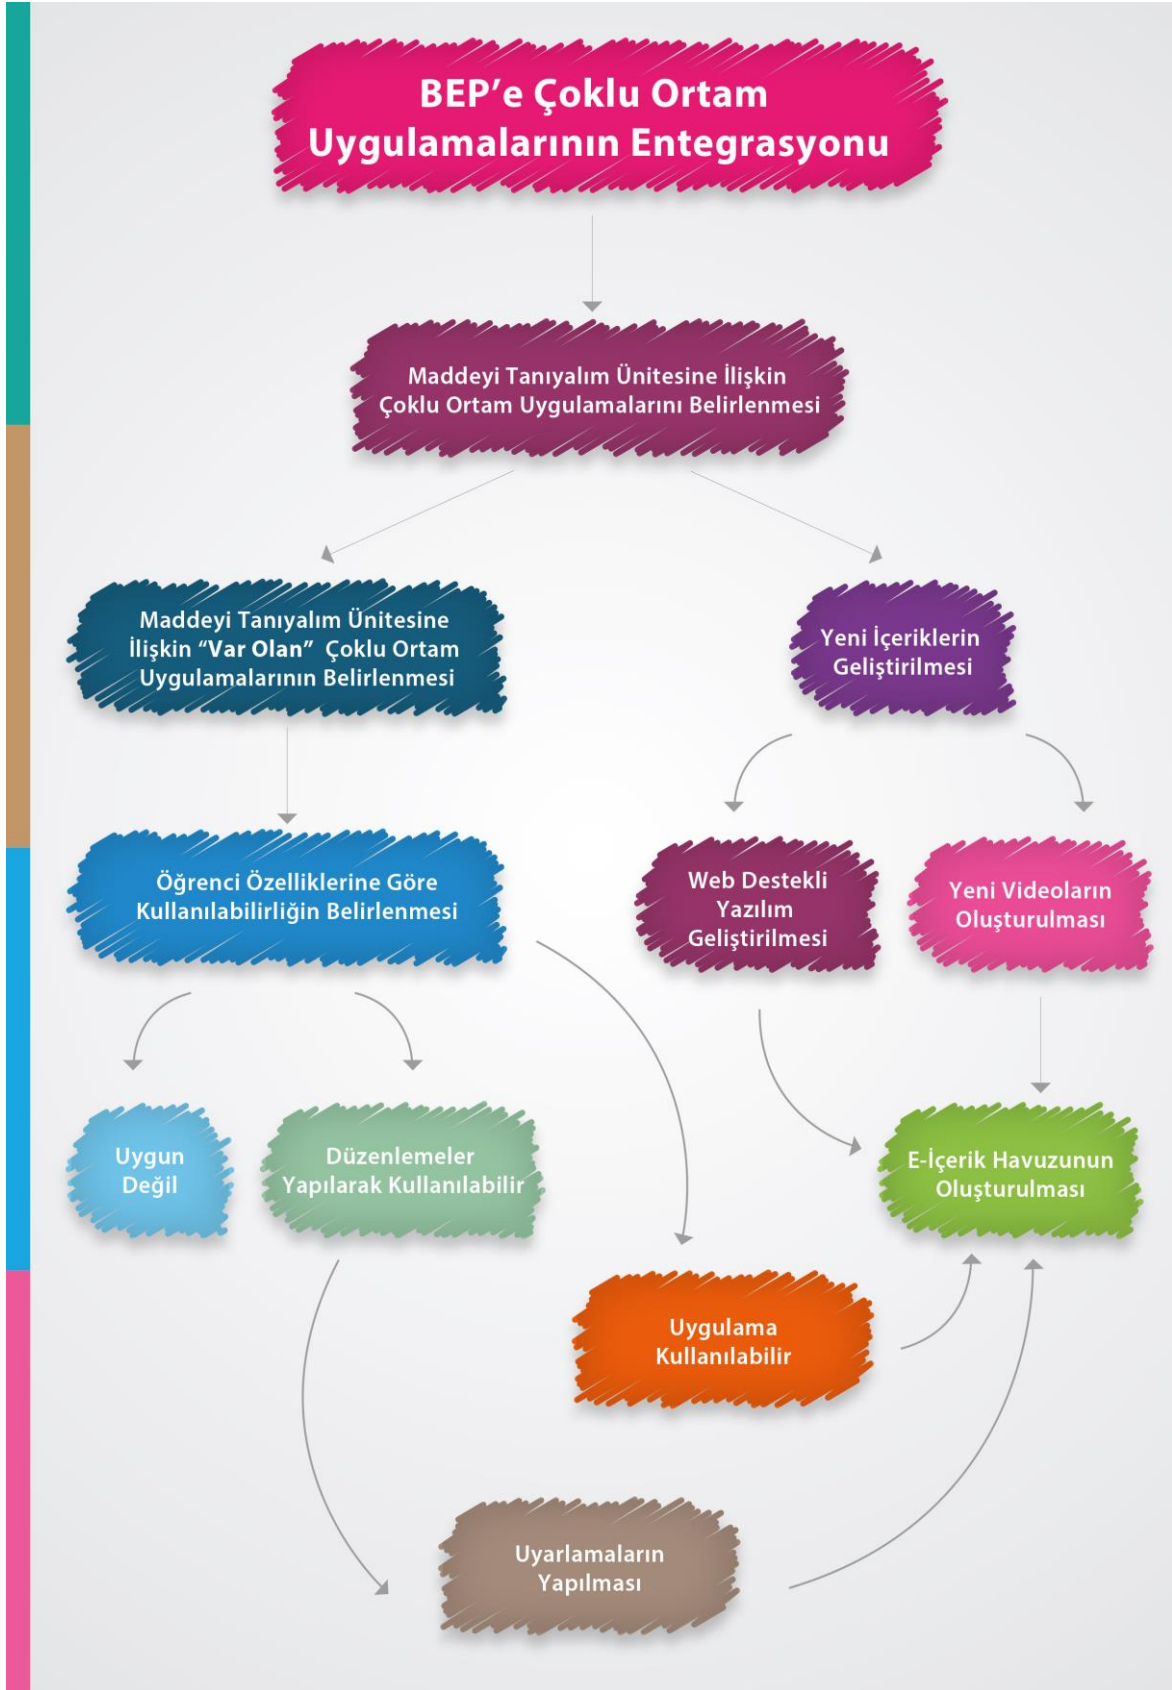 BEP’e Çoklu Ortam
Uygulamalarının Entegrasyonu
Maddeyi Tanıyalım Ünitesine İlişkin
Çoklu Ortam Uygulamalarını Belirlenmesi
Maddeyi Tanıyalım Ünitesine
İlişkin “Var Olan” Çoklu Ortam
Uygulamalarının Belirlenmesi
Yeni İçeriklerin
Geliştirilmesi
Öğrenci Özelliklerine Göre
Kullanılabilirliğin Belirlenmesi
Web Destekli
Yazılım
Geliştirilmesi
Yeni Videoların
Oluşturulması
Uygun
Değil
Düzenlemeler
Yapılarak Kullanılabilir
E-İçerik Havuzunun
Oluşturulması
Uygulama
Kullanılabilir
Uyarlamaların
Yapılması